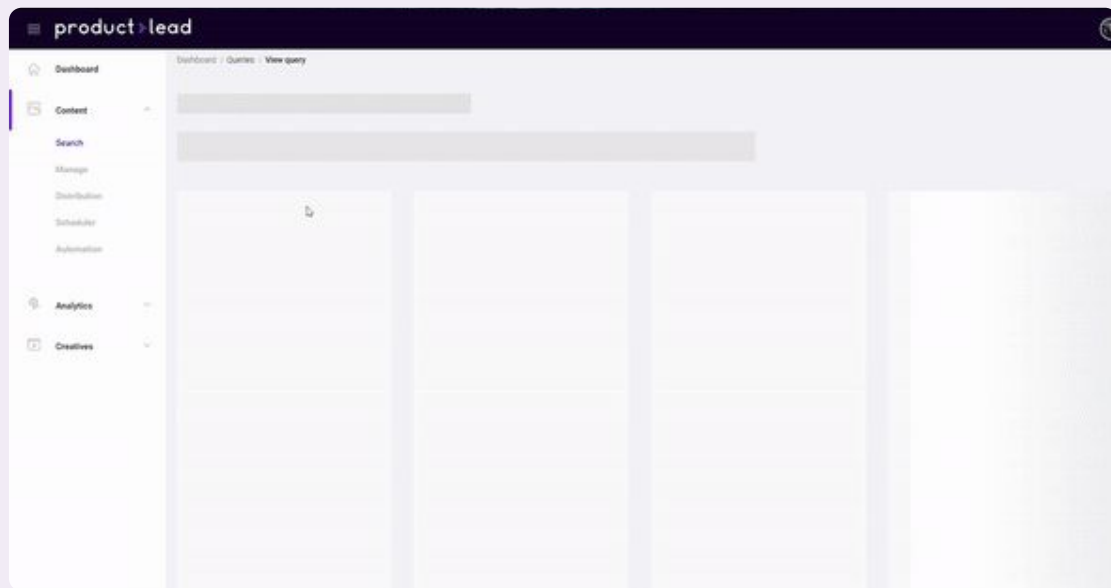 product>lead
Dashboard / Queries / View query
Dashboard
Content
Search
Manage
Distribution
Scheduler
Automation
Analytics
Creatives